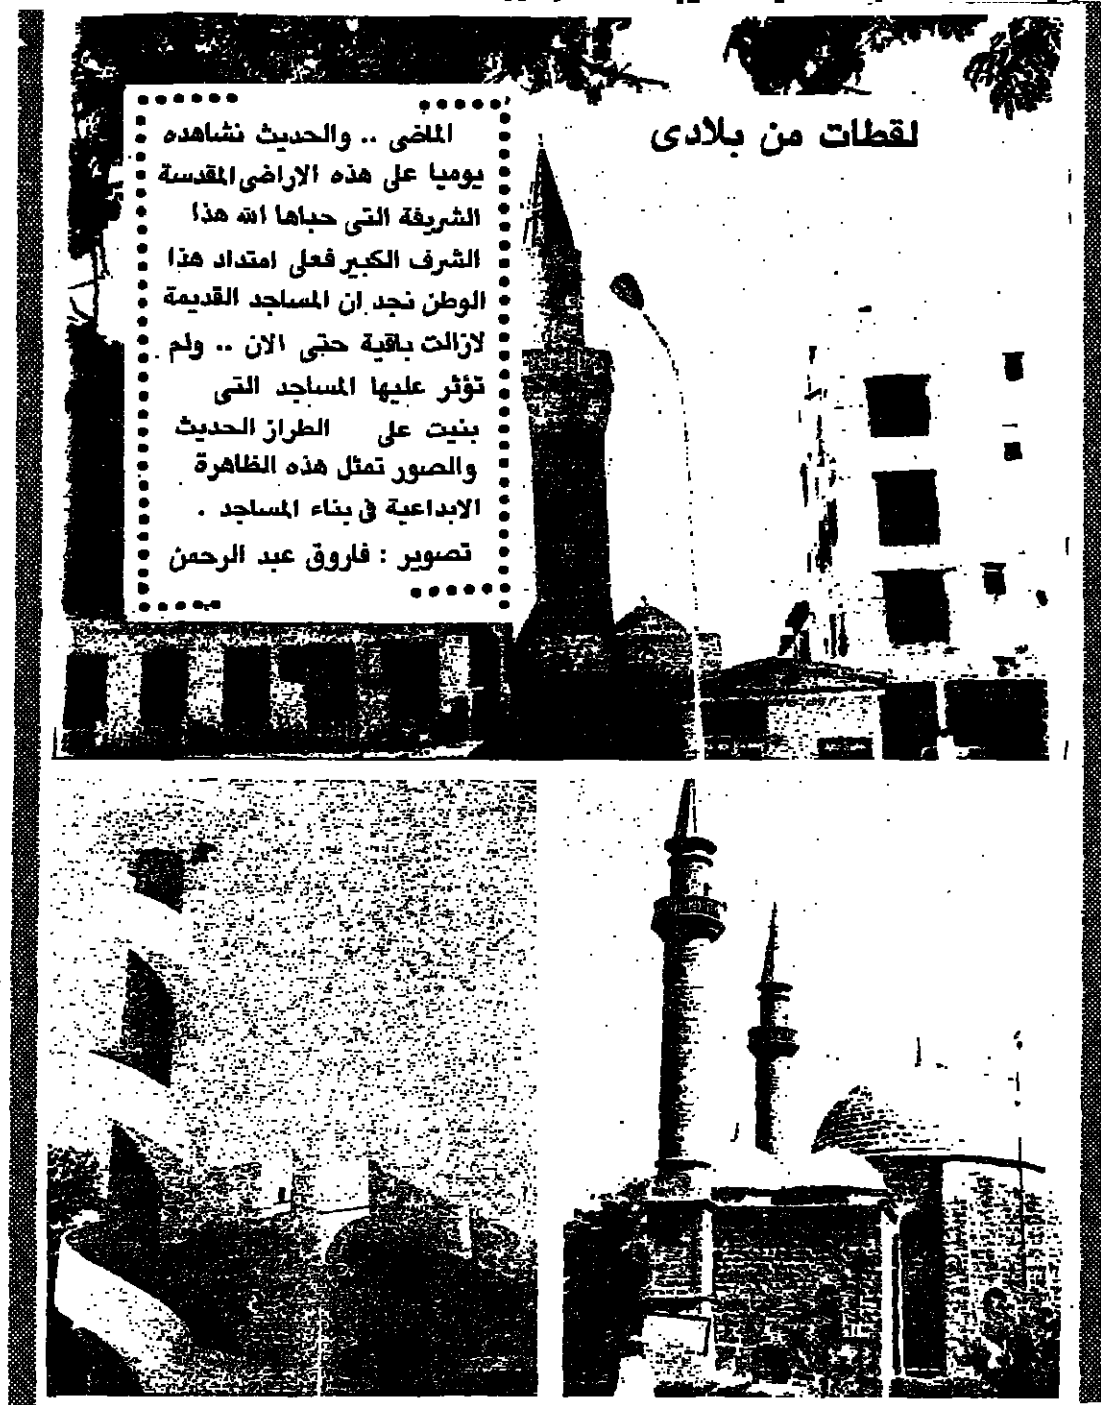 لقطات من بلادى
الماضى .. والحديث نشاهده
يوميا على هذه الاراضى المقدسة
الشريفة التى حباها الله هذا
الشرف الكبير فعلى امتداد هذا
الوطن نجد ان المساجد القديمة
لازالت باقية حتى الان .. ولم
تؤثر عليها المساجد التى
بنيت على الطراز الحديث
والصور تمثل هذه الظاهرة
الابداعية في بناء المساجد .
تصوير : فاروق عبد الرحمن